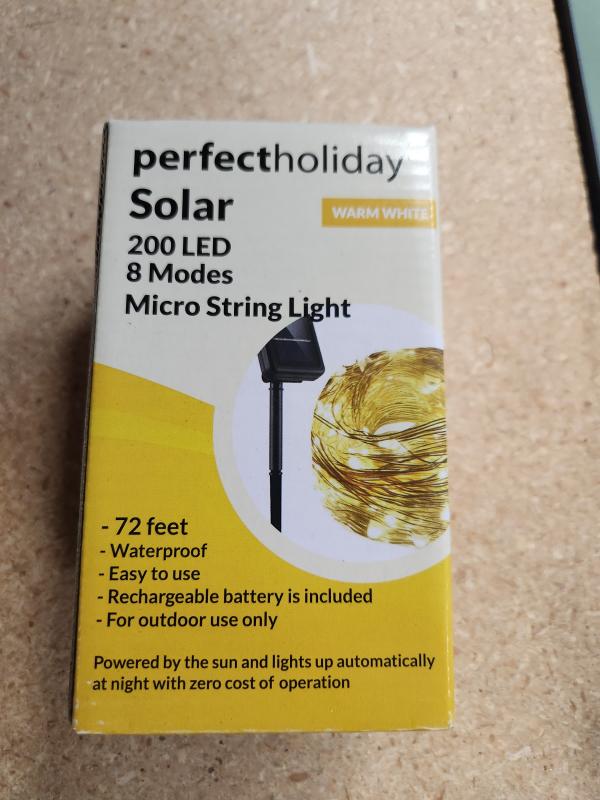 perfectholiday
Solar
WARM WHITE
200 LED
8 Modes
Micro String Light
- 72 feet
- Waterproof
- Easy to use
- Rechargeable battery is included
- For outdoor use only
Powered by the sun and lights up automatically
at night with zero cost of operation